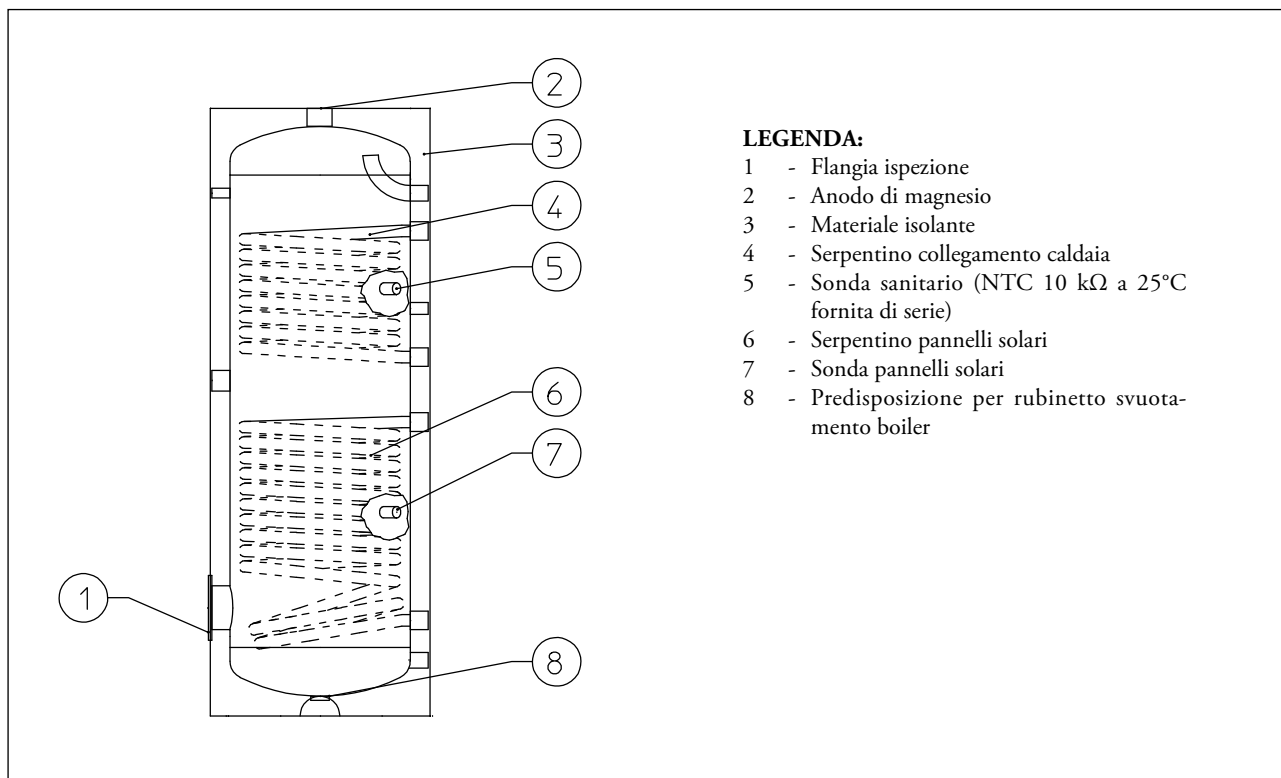 2
3
4
5
6
7
1
8
LEGENDA:
1 - Flangia ispezione
2 - Anodo di magnesio
3 - Materiale isolante
4 - Serpentino collegamento caldaia
5 - Sonda sanitario (NTC 10 kΩ a 25°C
fornita di serie)
6 - Serpentino pannelli solari
7 - Sonda pannelli solari
8 - Predisposizione per rubinetto svuota-
mento boiler